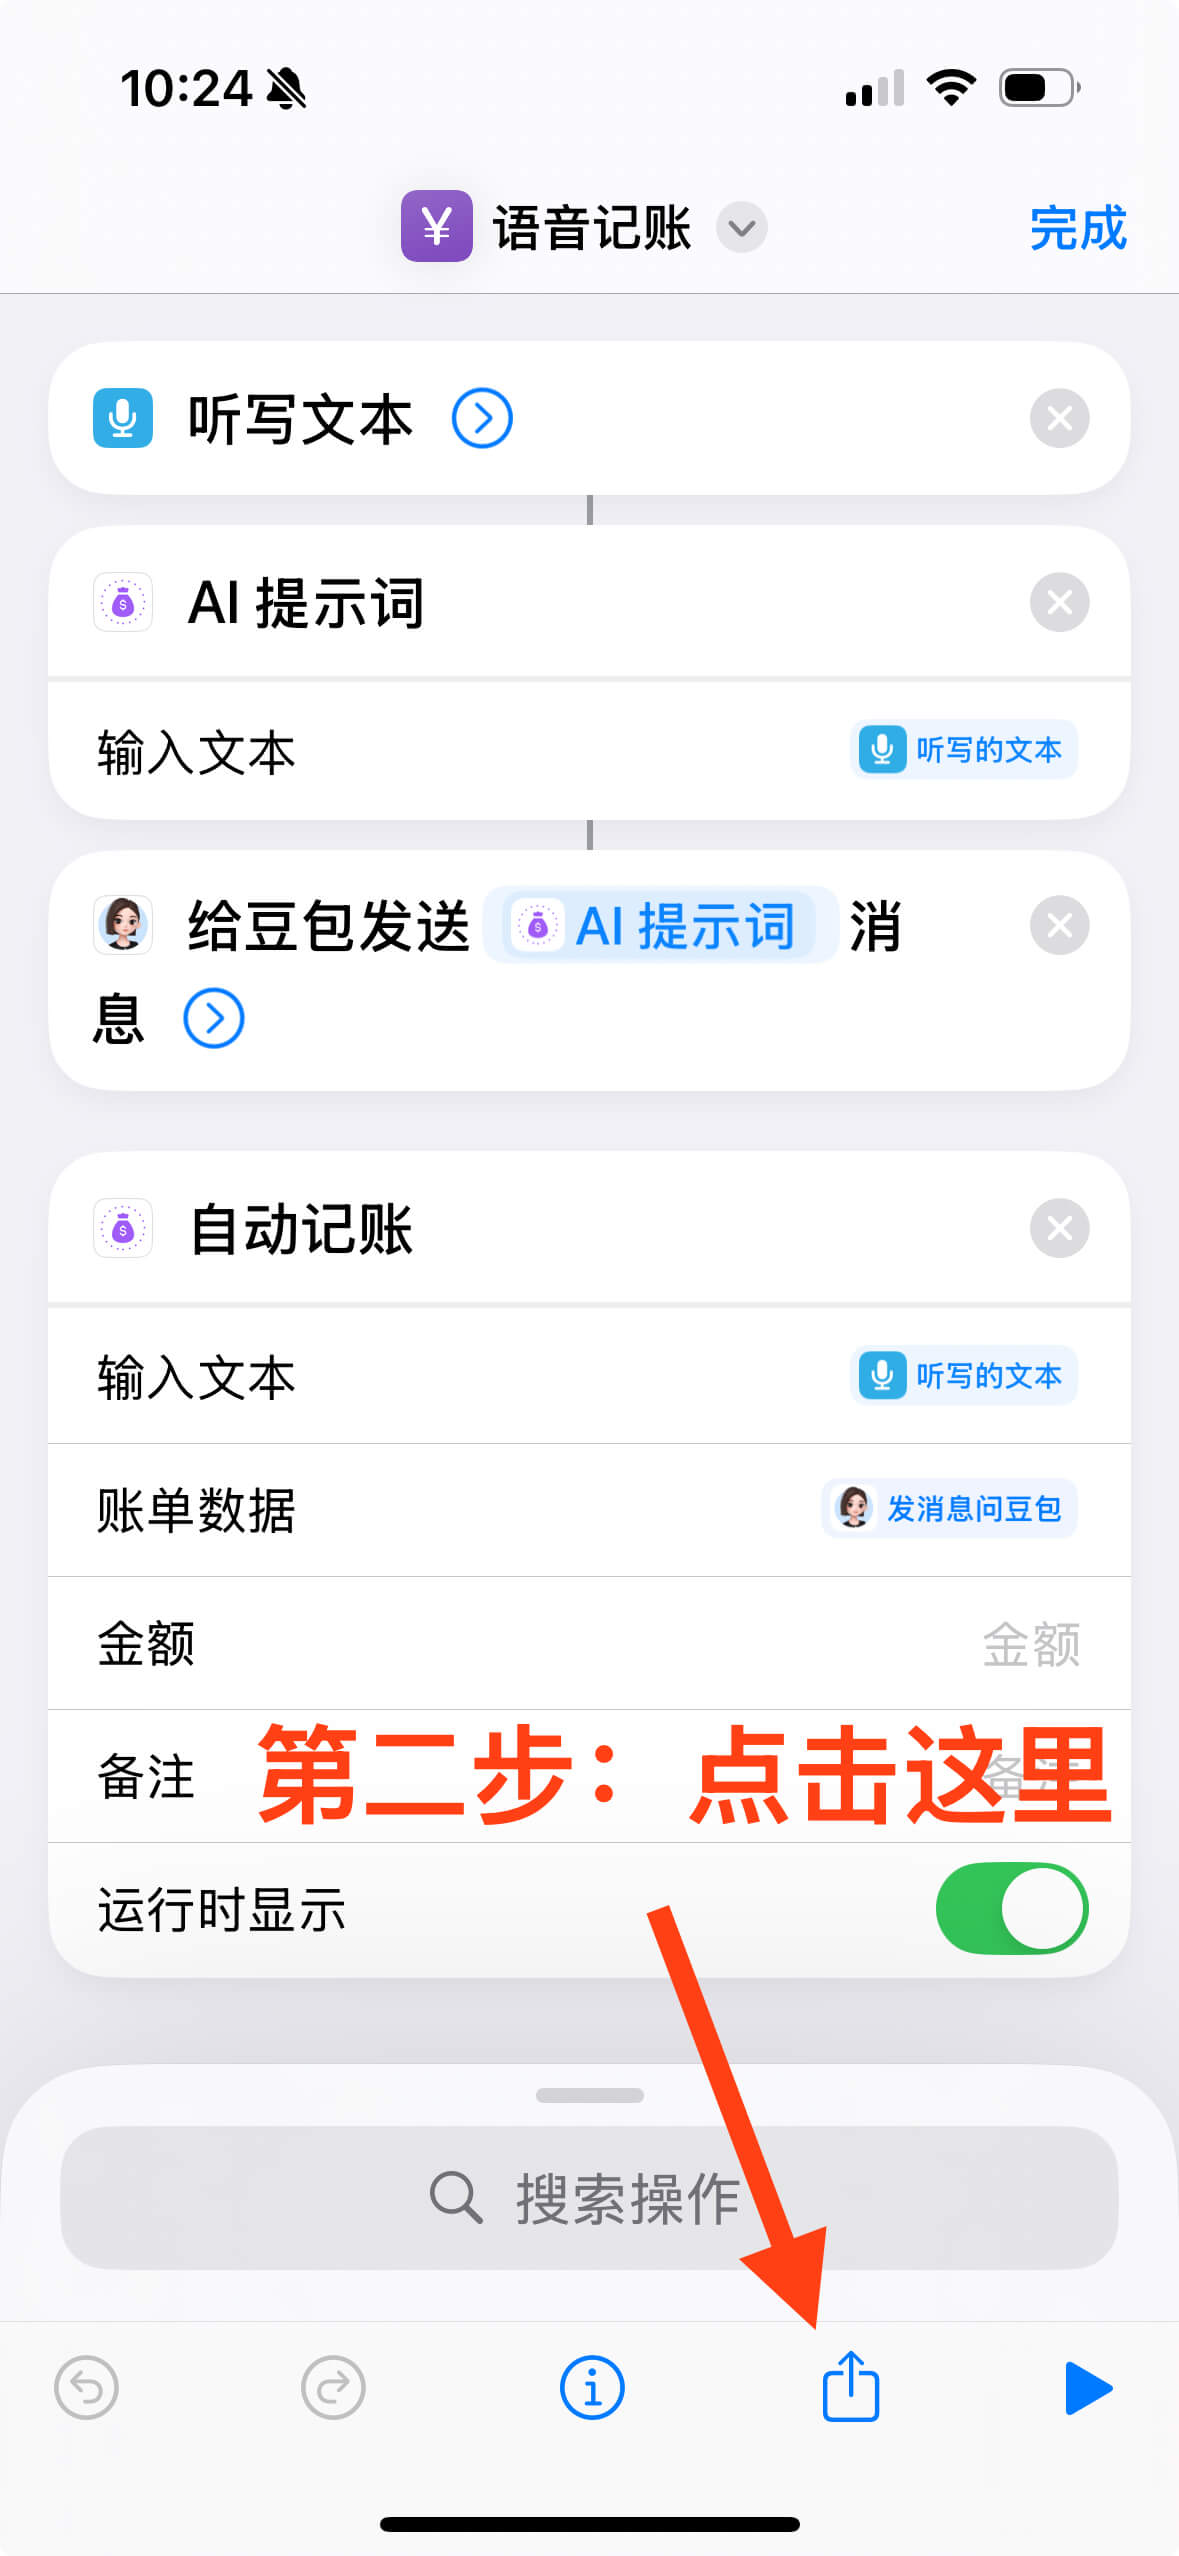 10:24
¥ 语音记账
完成
听写文本
AI 提示词
输入文本 听写的文本
给豆包发送 AI 提示词 消
息
自动记账
输入文本 听写的文本
账单数据 发消息问豆包
金额 金额
备注 备注
第二步：点击这里
运行时显示
搜索操作